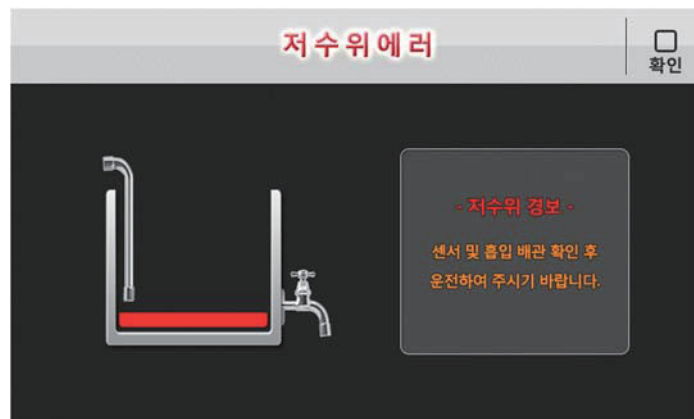 저수위에러
확인
- 저수위 경보 -
센서 및 흡입 배관 확인 후
운전하여 주시기 바랍니다.